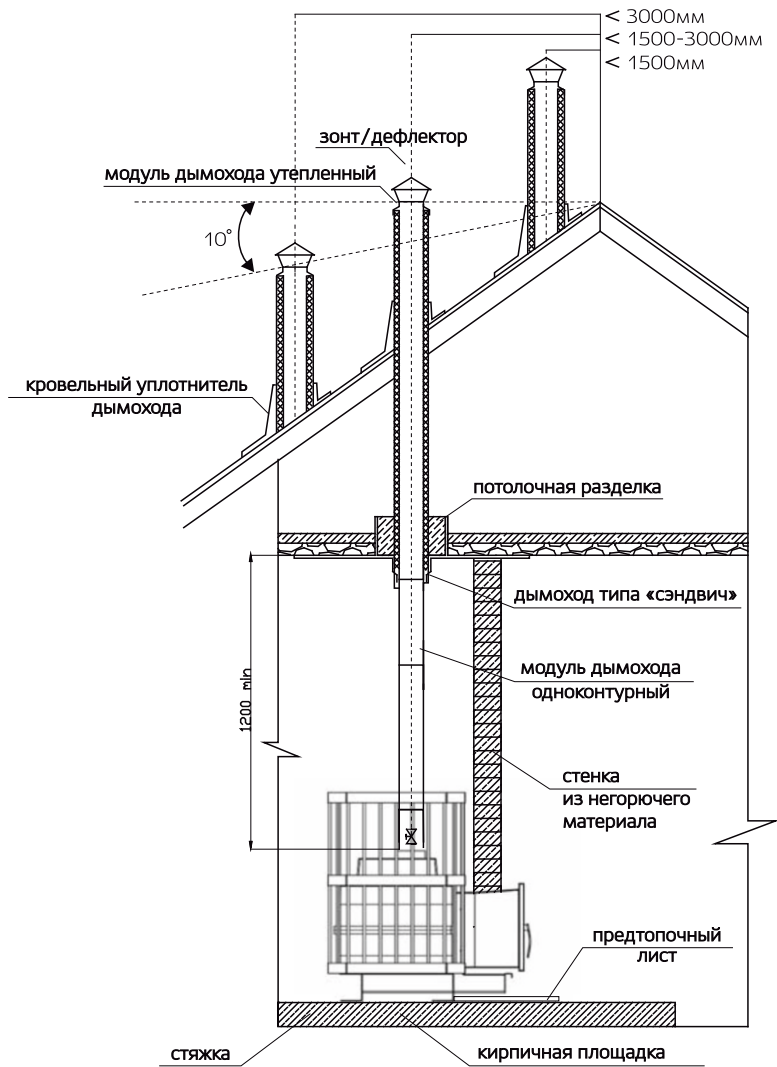 < 3000мм
< 1500-3000мм
< 1500мм
зонт/дефлектор
модуль дымохода утепленный
10°
кровельный уплотнитель
дымохода
потолочная разделка
дымоход типа «сэндвич»
1200 min
модуль дымохода
одноконтурный
стенка
из негорючего
материала
предтопочный
лист
стяжка
кирпичная площадка